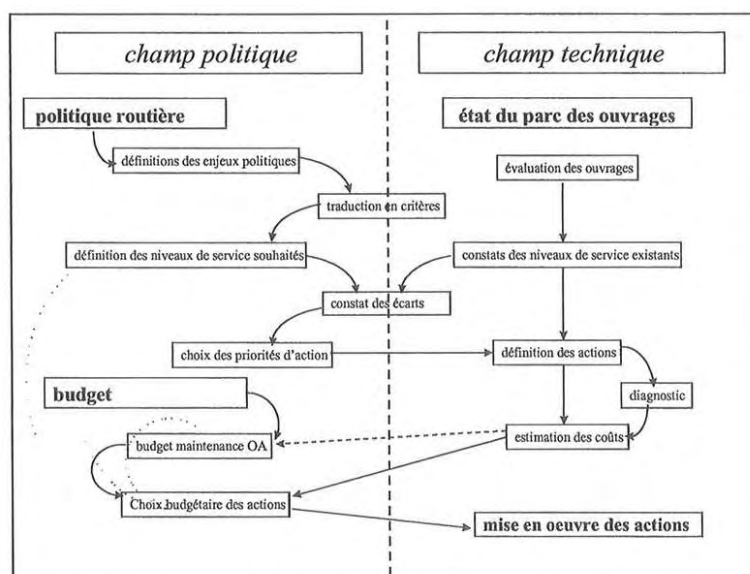 champ politique
champ technique
politique routière
état du parc des ouvrages
définitions des enjeux politiques
évaluation des ouvrages
traduction en critères
définition des niveaux de service souhaités
constats des niveaux de service existants
constat des écarts
choix des priorités d'action
définition des actions
budget
diagnostic
budget maintenance OA
estimation des coûts
Choix budgétaire des actions
mise en oeuvre des actions